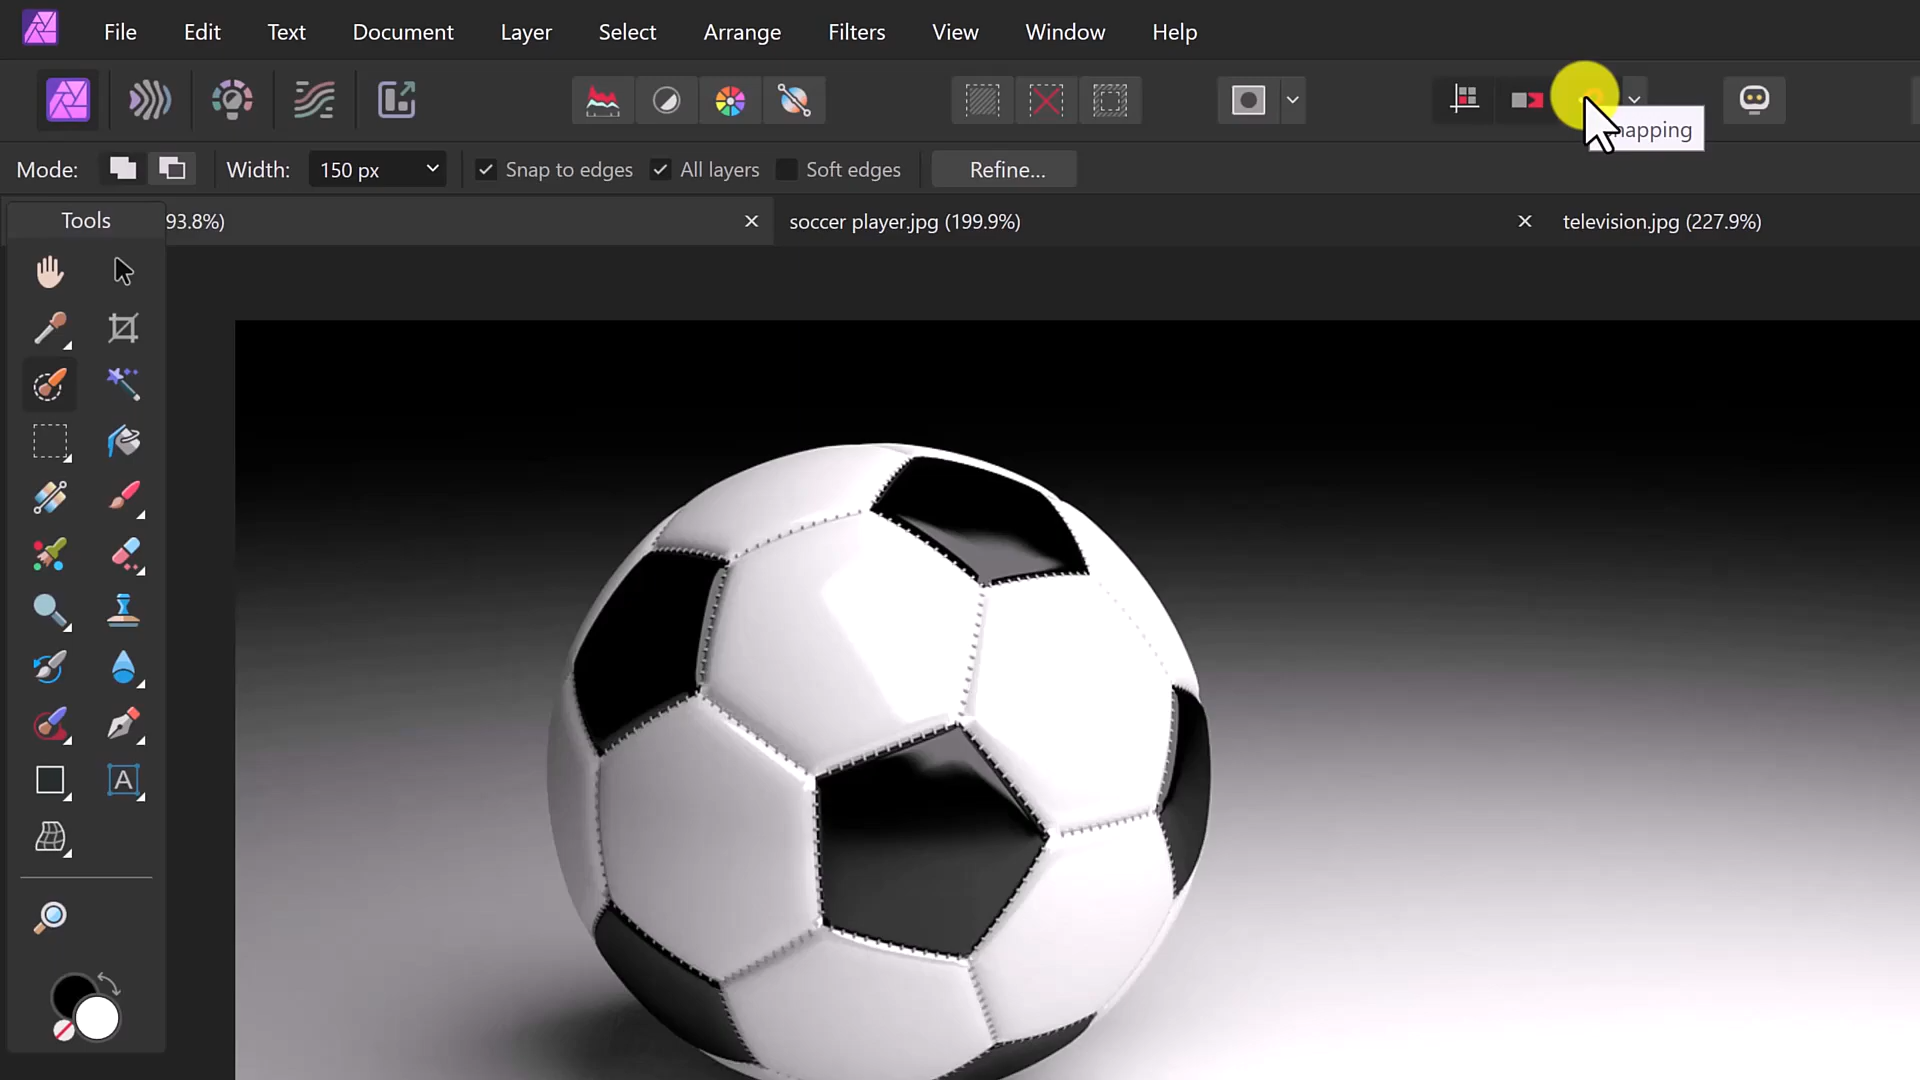 File Edit Text Document Layer Select Arrange Filters View Window Help
mapping
Mode: Width: 150 px Snap to edges All layers Soft edges Refine...
Tools 93.8%) soccer player.jpg (199.9%) television.jpg (227.9%)
A